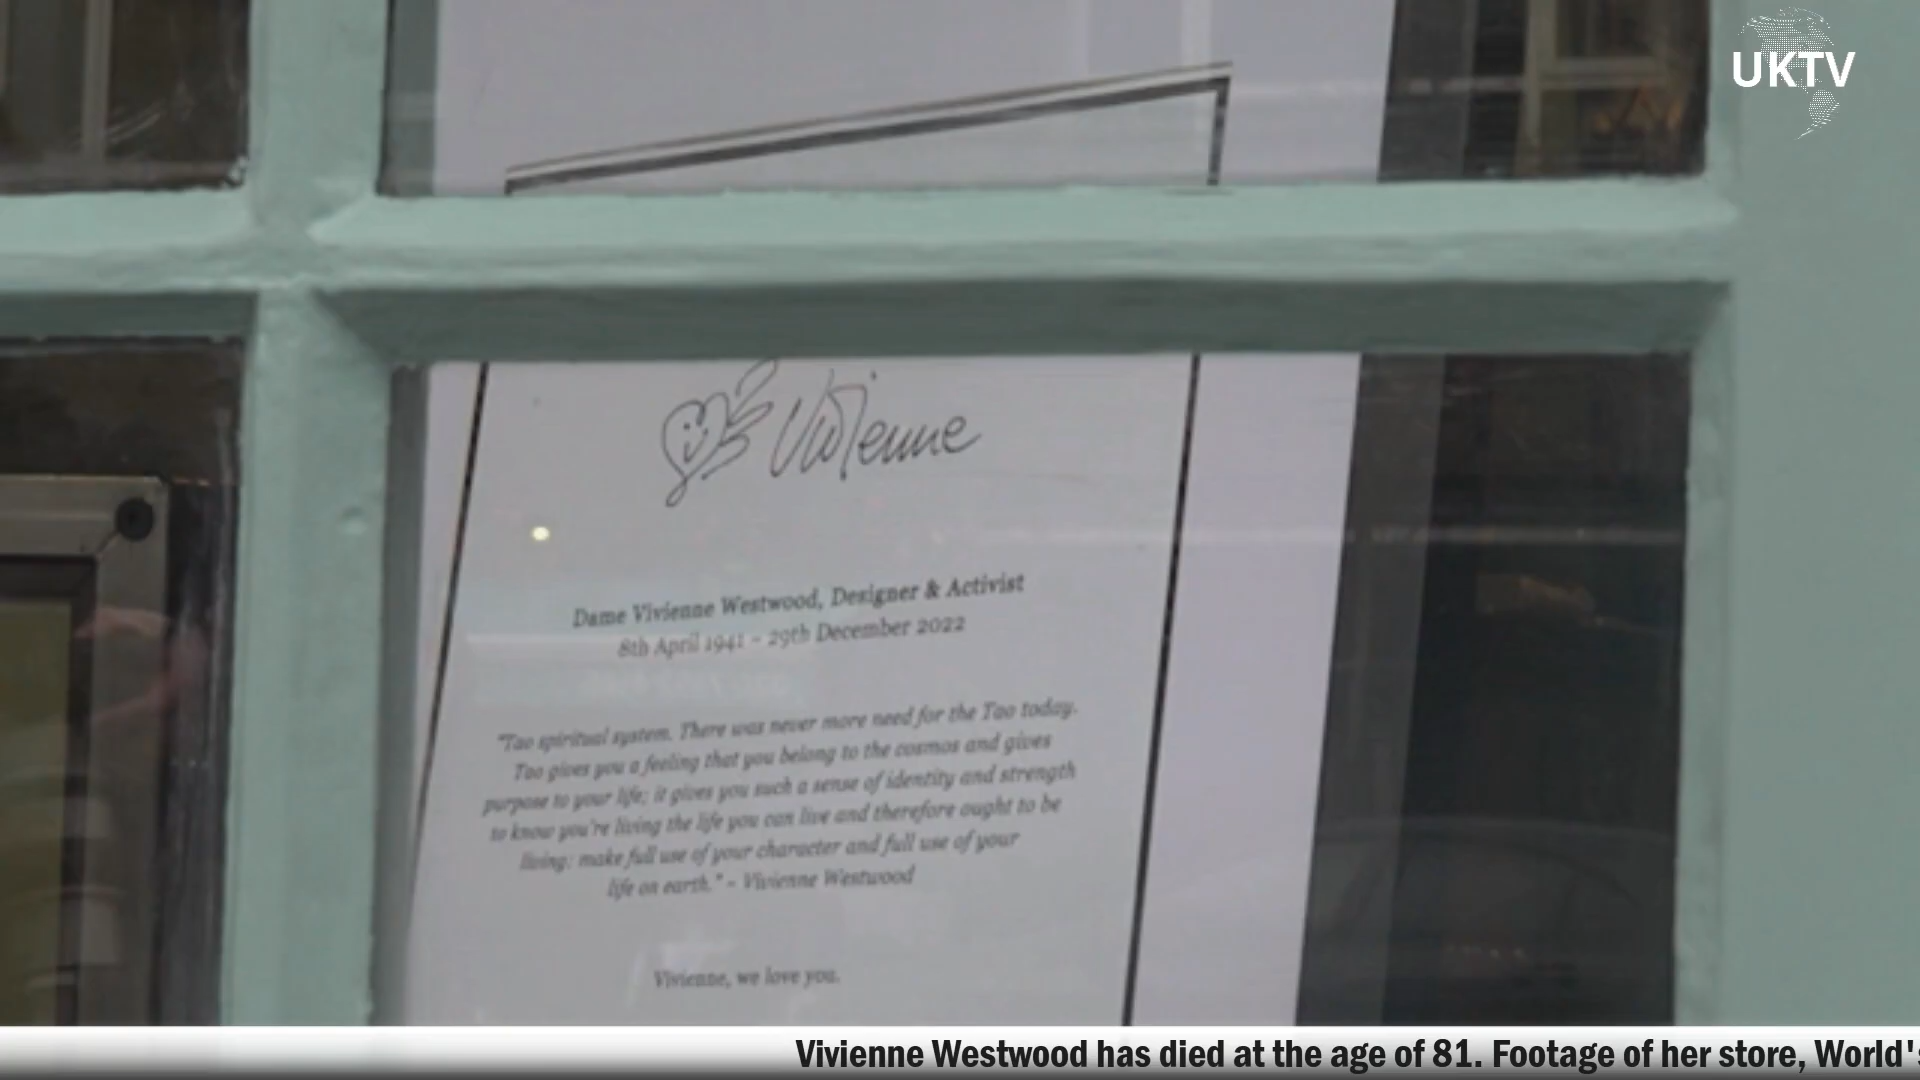 UKTV
Vivienne
Dame Vivienne Westwood, Designer & Activist
8th April 1941 – 29th December 2022
"Tao spiritual system. There was never more need for the Tao today.
Tao gives you a feeling that you belong to the cosmos and gives
purpose to your life; it gives you such a sense of identity and strength
to know you're living the life you can live and therefore ought to be
living: make full use of your character and full use of your
life on earth." – Vivienne Westwood
Vivienne, we love you.
Vivienne Westwood has died at the age of 81. Footage of her store, World's